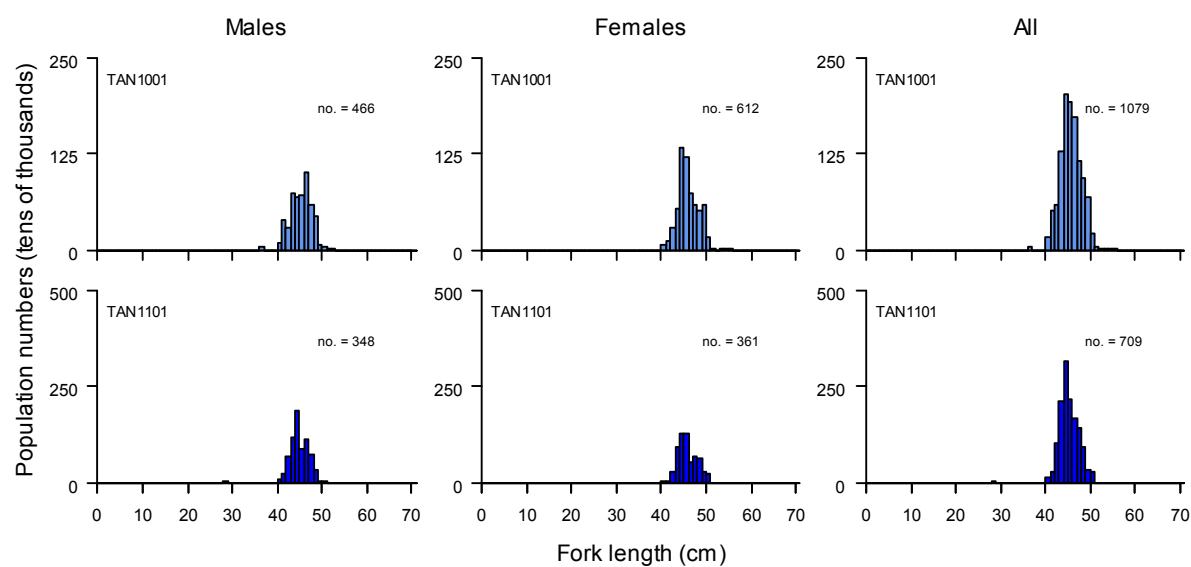 Males Females All
Population numbers (tens of thousands)
250 250 250
TAN1001 TAN1001 TAN1001
no. = 466 no. = 612 no. = 1079
125 125 125
0 0 0
500 500 500
TAN1101 TAN1101 TAN1101
no. = 348 no. = 361 no. = 709
250 250 250
0 0 0
0 10 20 30 40 50 60 70 0 10 20 30 40 50 60 70 0 10 20 30 40 50 60 70
Fork length (cm)